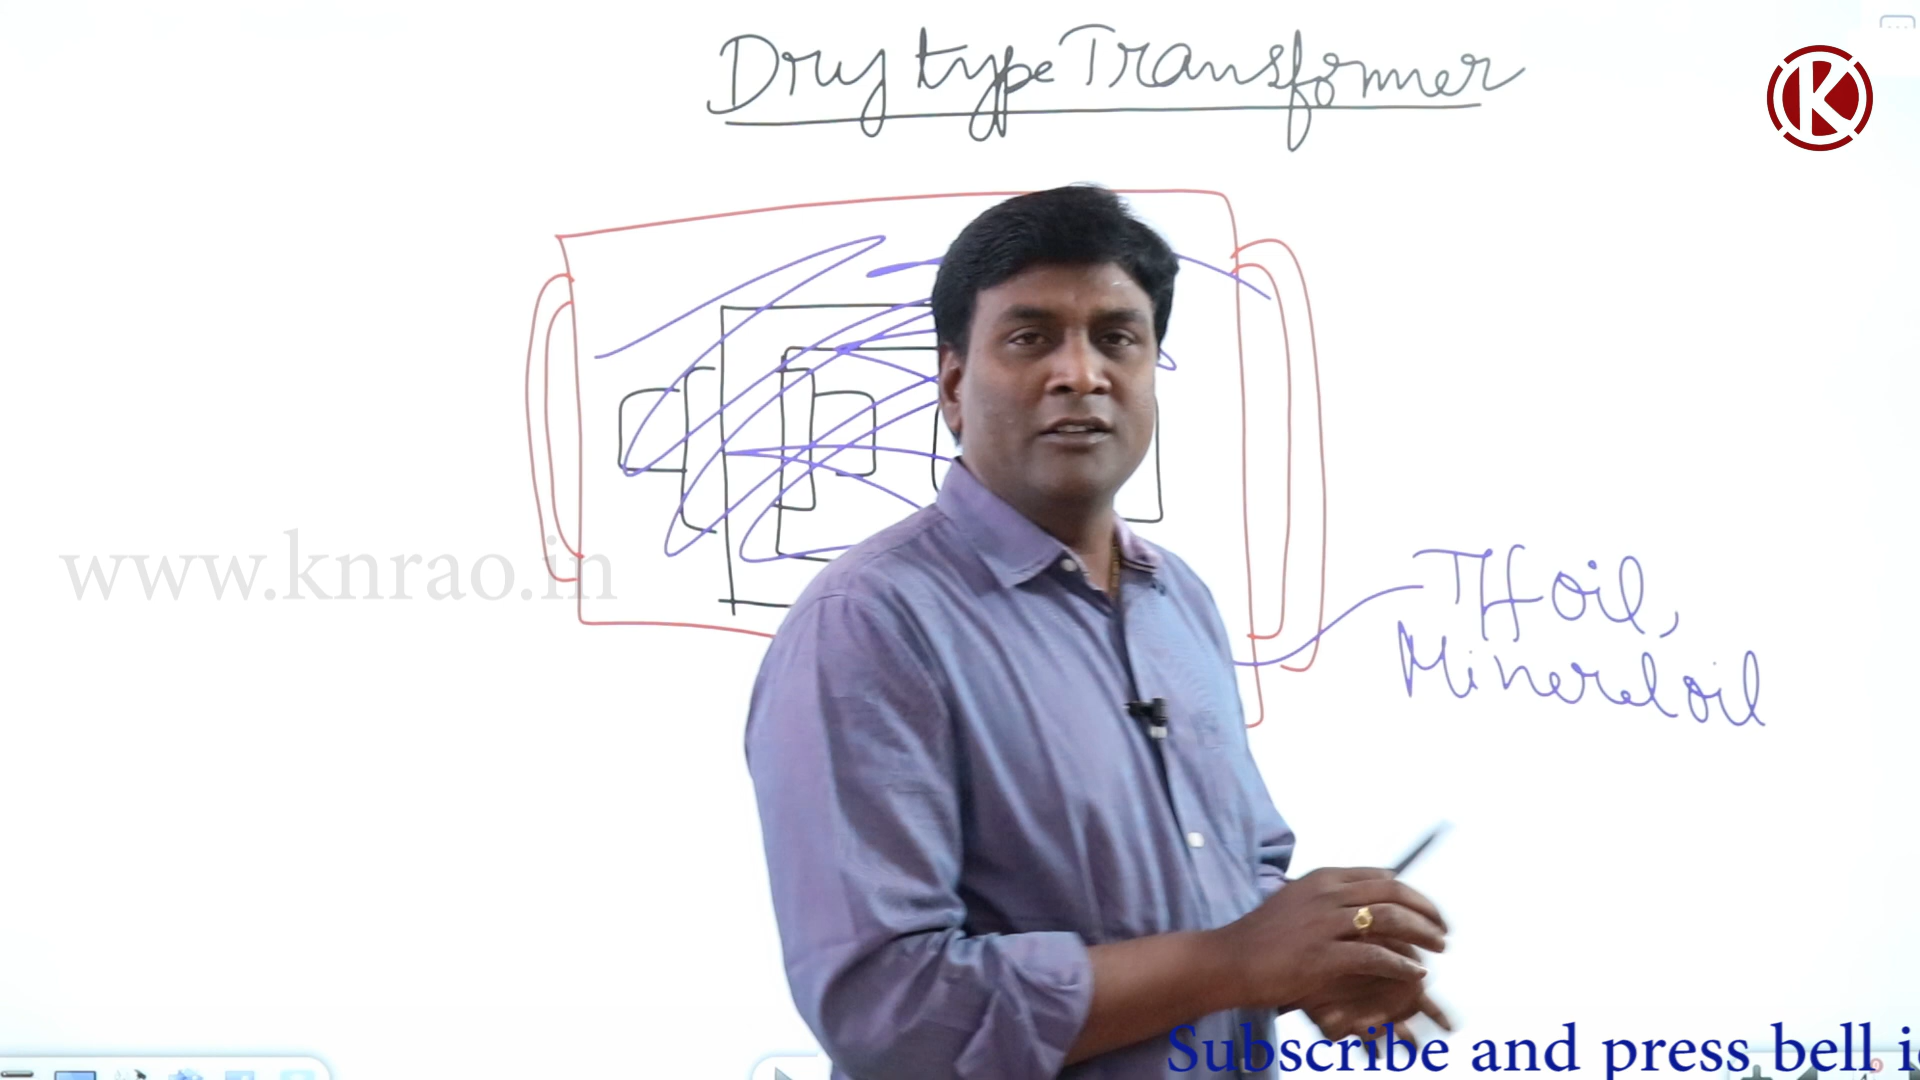 Dry type Transformer
K
www.knrao.in
Tf oil,
Mineral oil
Subscribe and press bell i